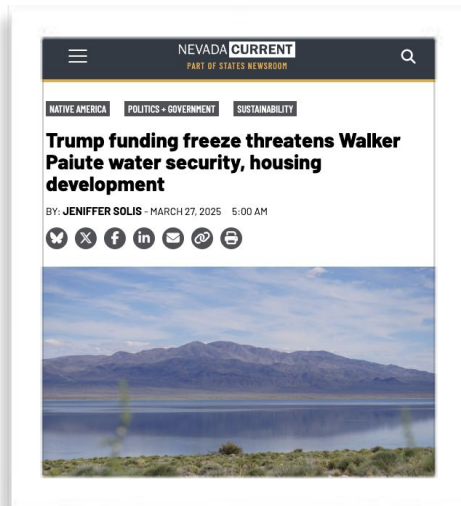 NEVADA CURRENT
PART OF STATES NEWSROOM
NATIVE AMERICA POLITICS + GOVERNMENT SUSTAINABILITY
Trump funding freeze threatens Walker
Paiute water security, housing
development
BY: JENIFFER SOLIS - MARCH 27, 2025 5:00 AM